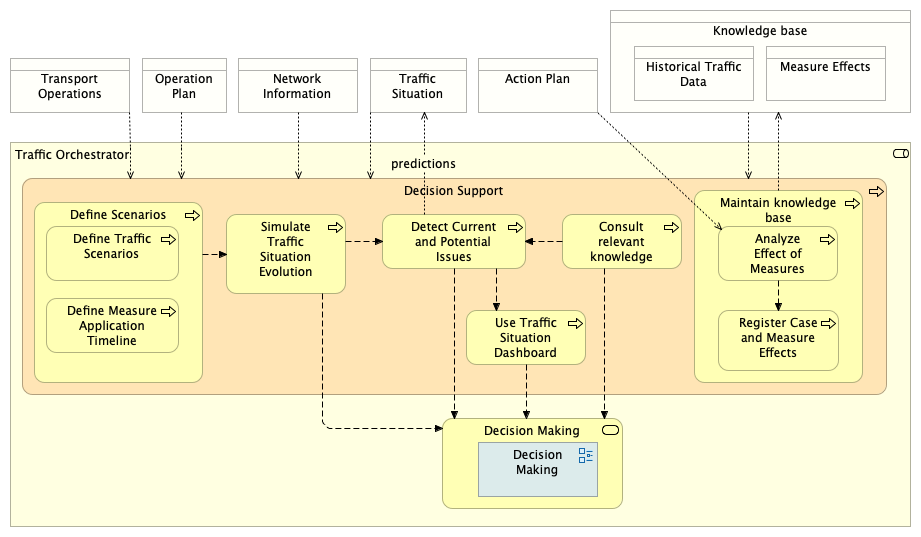 Knowledge base
Historical Traffic
Data
Measure Effects
Transport
Operations
Operation
Plan
Network
Information
Traffic
Situation
Action Plan
Traffic Orchestrator
predictions
Decision Support
Define Scenarios
Define Traffic
Scenarios
Define Measure
Application
Timeline
Simulate
Traffic
Situation
Evolution
Detect Current
and Potential
Issues
Consult
relevant
knowledge
Use Traffic
Situation
Dashboard
Maintain knowledge
base
Analyze
Effect of
Measures
Register Case
and Measure
Effects
Decision Making
Decision
Making